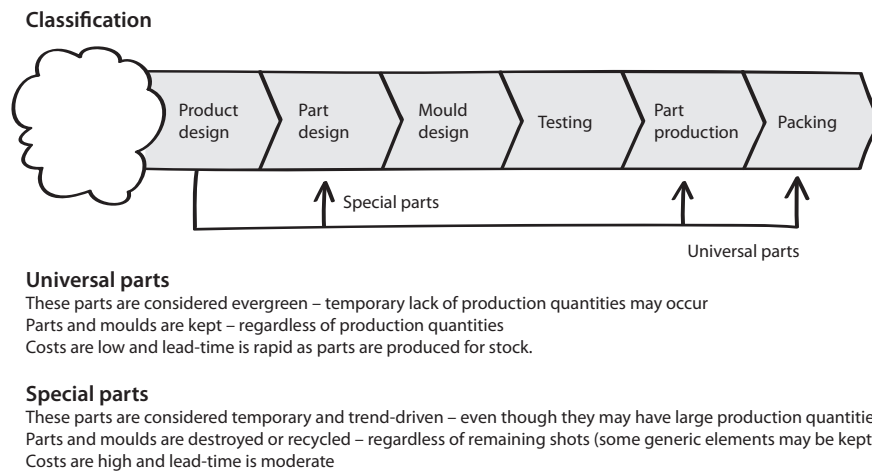 Classification
Product
design
Part
design
Mould
design
Testing
Part
production
Packing
Special parts
Universal parts
Universal parts
These parts are considered evergreen – temporary lack of production quantities may occur
Parts and moulds are kept – regardless of production quantities
Costs are low and lead-time is rapid as parts are produced for stock.
Special parts
These parts are considered temporary and trend-driven – even though they may have large production quantitie
Parts and moulds are destroyed or recycled – regardless of remaining shots (some generic elements may be kept
Costs are high and lead-time is moderate